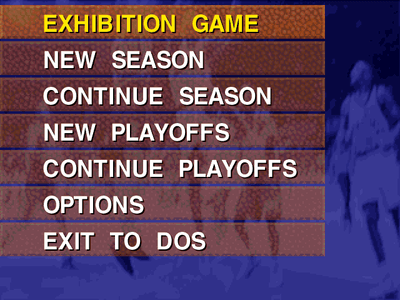 EXHIBITION GAME
NEW SEASON
CONTINUE SEASON
NEW PLAYOFFS
CONTINUE PLAYOFFS
OPTIONS
EXIT TO DOS